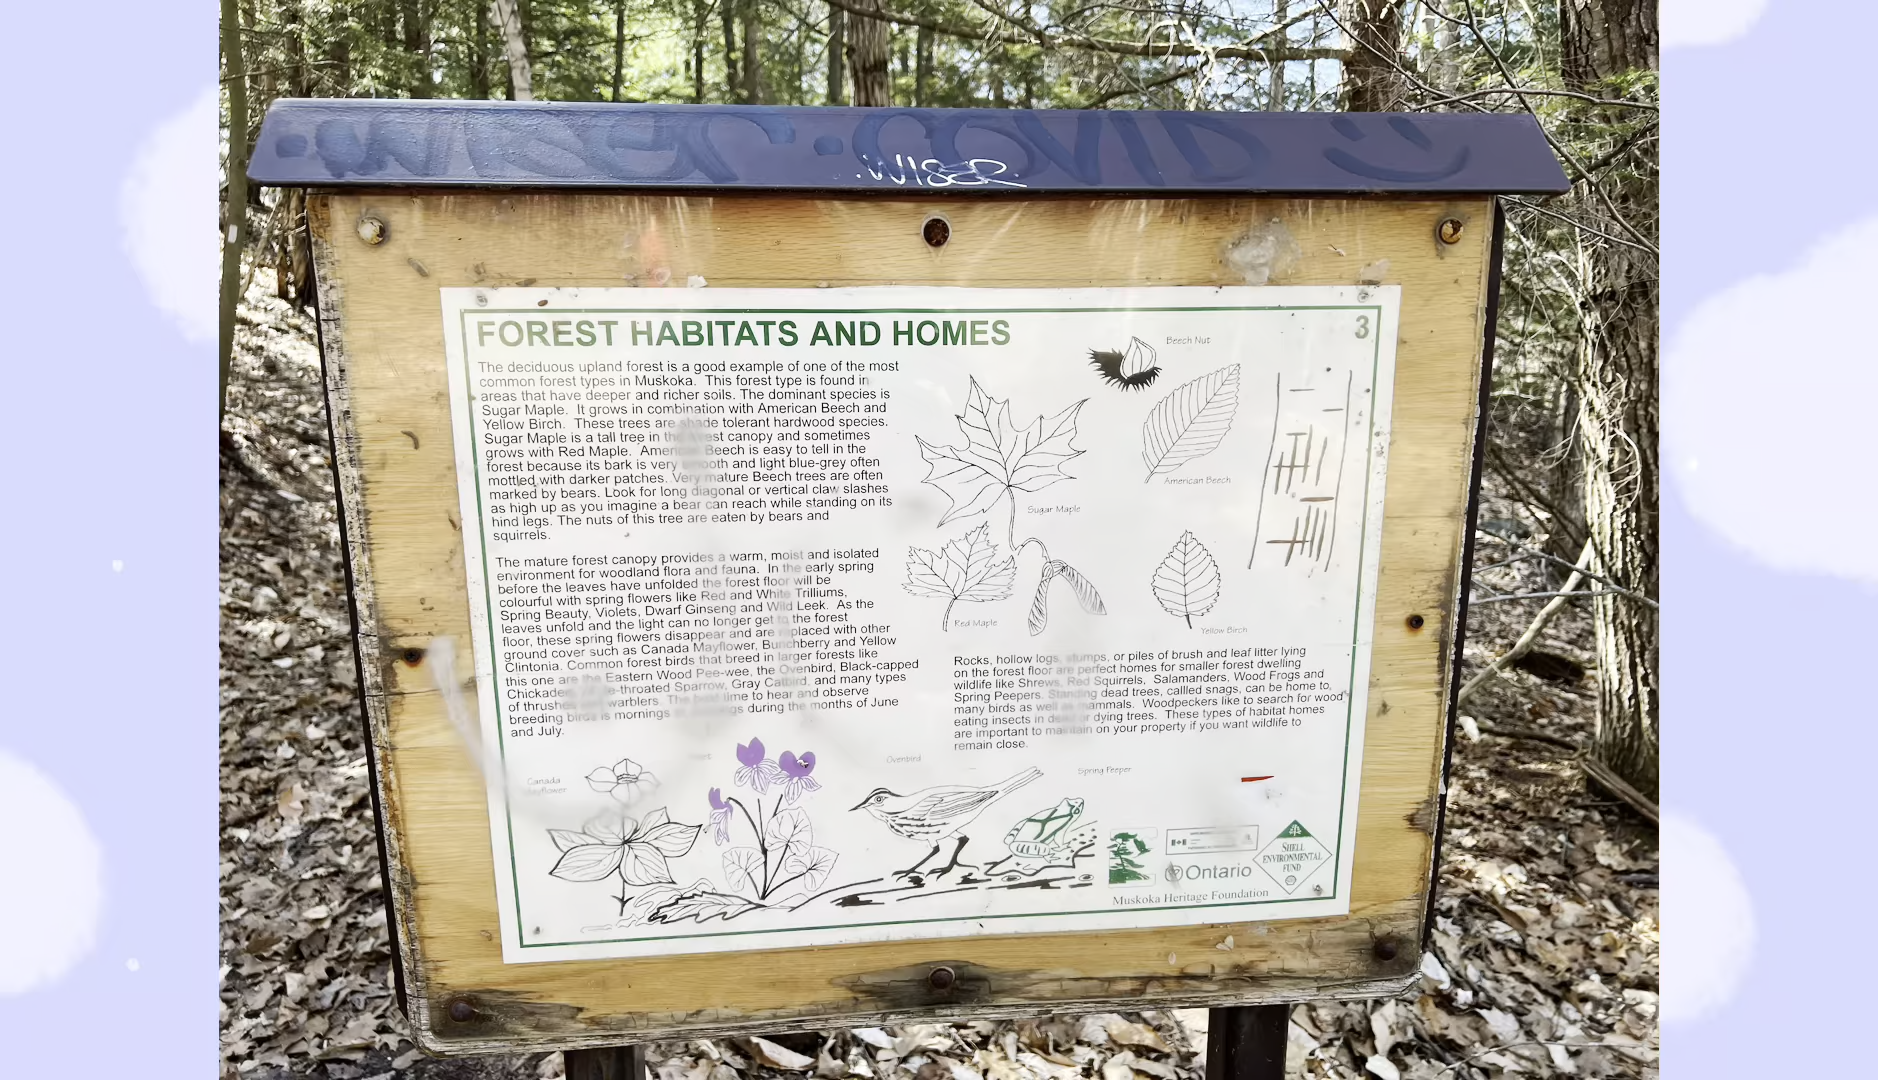 .WISER. COVID
.WISER.
FOREST HABITATS AND HOMES
3
The deciduous upland forest is a good example of one of the most
common forest types in Muskoka. This forest type is found in
areas that have deeper and richer soils. The dominant species is
Sugar Maple. It grows in combination with American Beech and
Yellow Birch. These trees are shade tolerant hardwood species.
Sugar Maple is a tall tree in the forest canopy and sometimes
grows with Red Maple. American Beech is easy to tell in the
forest because its bark is very smooth and light blue-grey often
mottled with darker patches. Very mature Beech trees are often
marked by bears. Look for long diagonal or vertical claw slashes
as high up as you imagine a bear can reach while standing on its
hind legs. The nuts of this tree are eaten by bears and
squirrels.
The mature forest canopy provides a warm, moist and isolated
environment for woodland flora and fauna. In the early spring
before the leaves have unfolded the forest floor will be
colourful with spring flowers like Red and White Trilliums,
Spring Beauty, Violets, Dwarf Ginseng and Wild Leek. As the
leaves unfold and the light can no longer get to the forest
floor, these spring flowers disappear and are replaced with other
ground cover such as Canada Mayflower, Bunchberry and Yellow
Clintonia. Common forest birds that breed in larger forests like
this one are the Eastern Wood Pee-wee, the Ovenbird, Black-capped
Chickadee, -throated Sparrow, Gray Catbird, and many types
of thrushes warblers. The best time to hear and observe
breeding birds is mornings during the months of June
and July.
Beech Nut
American Beech
Sugar Maple
Red Maple
Yellow Birch
Rocks, hollow logs, stumps, or piles of brush and leaf litter lying
on the forest floor are perfect homes for smaller forest dwelling
wildlife like Shrews, Red Squirrels, Salamanders, Wood Frogs and
Spring Peepers. Standing dead trees, callled snags, can be home to
many birds as well as mammals. Woodpeckers like to search for wood
eating insects in dead or dying trees. These types of habitat homes
are important to maintain on your property if you want wildlife to
remain close.
Canada
Mayflower
Violet
Ovenbird
Spring Peeper
Ontario
SHELL
ENVIRONMENTAL
FUND
Muskoka Heritage Foundation